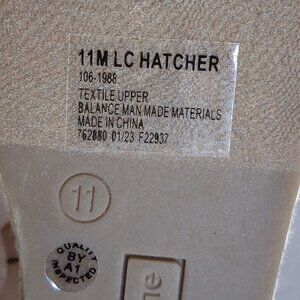 11M LC HATCHER
106-1988
TEXTILE UPPER
BALANCE MAN MADE MATERIALS
MADE IN CHINA
762880 01/23 F22937
11
QUALITY
BY
A1
INSPECTED